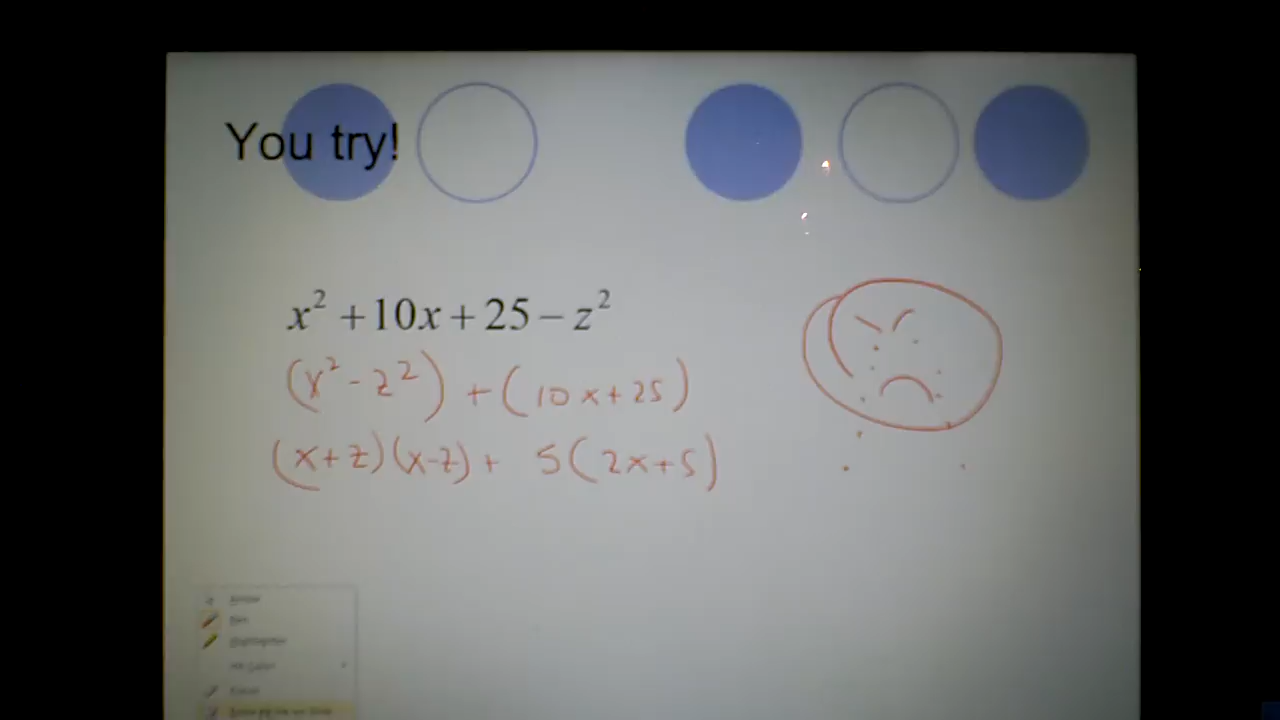 You try!
x² + 10x + 25 − z²
(x² - z²) + (10x + 25)
(x+z)(x-z) + 5(2x+5)